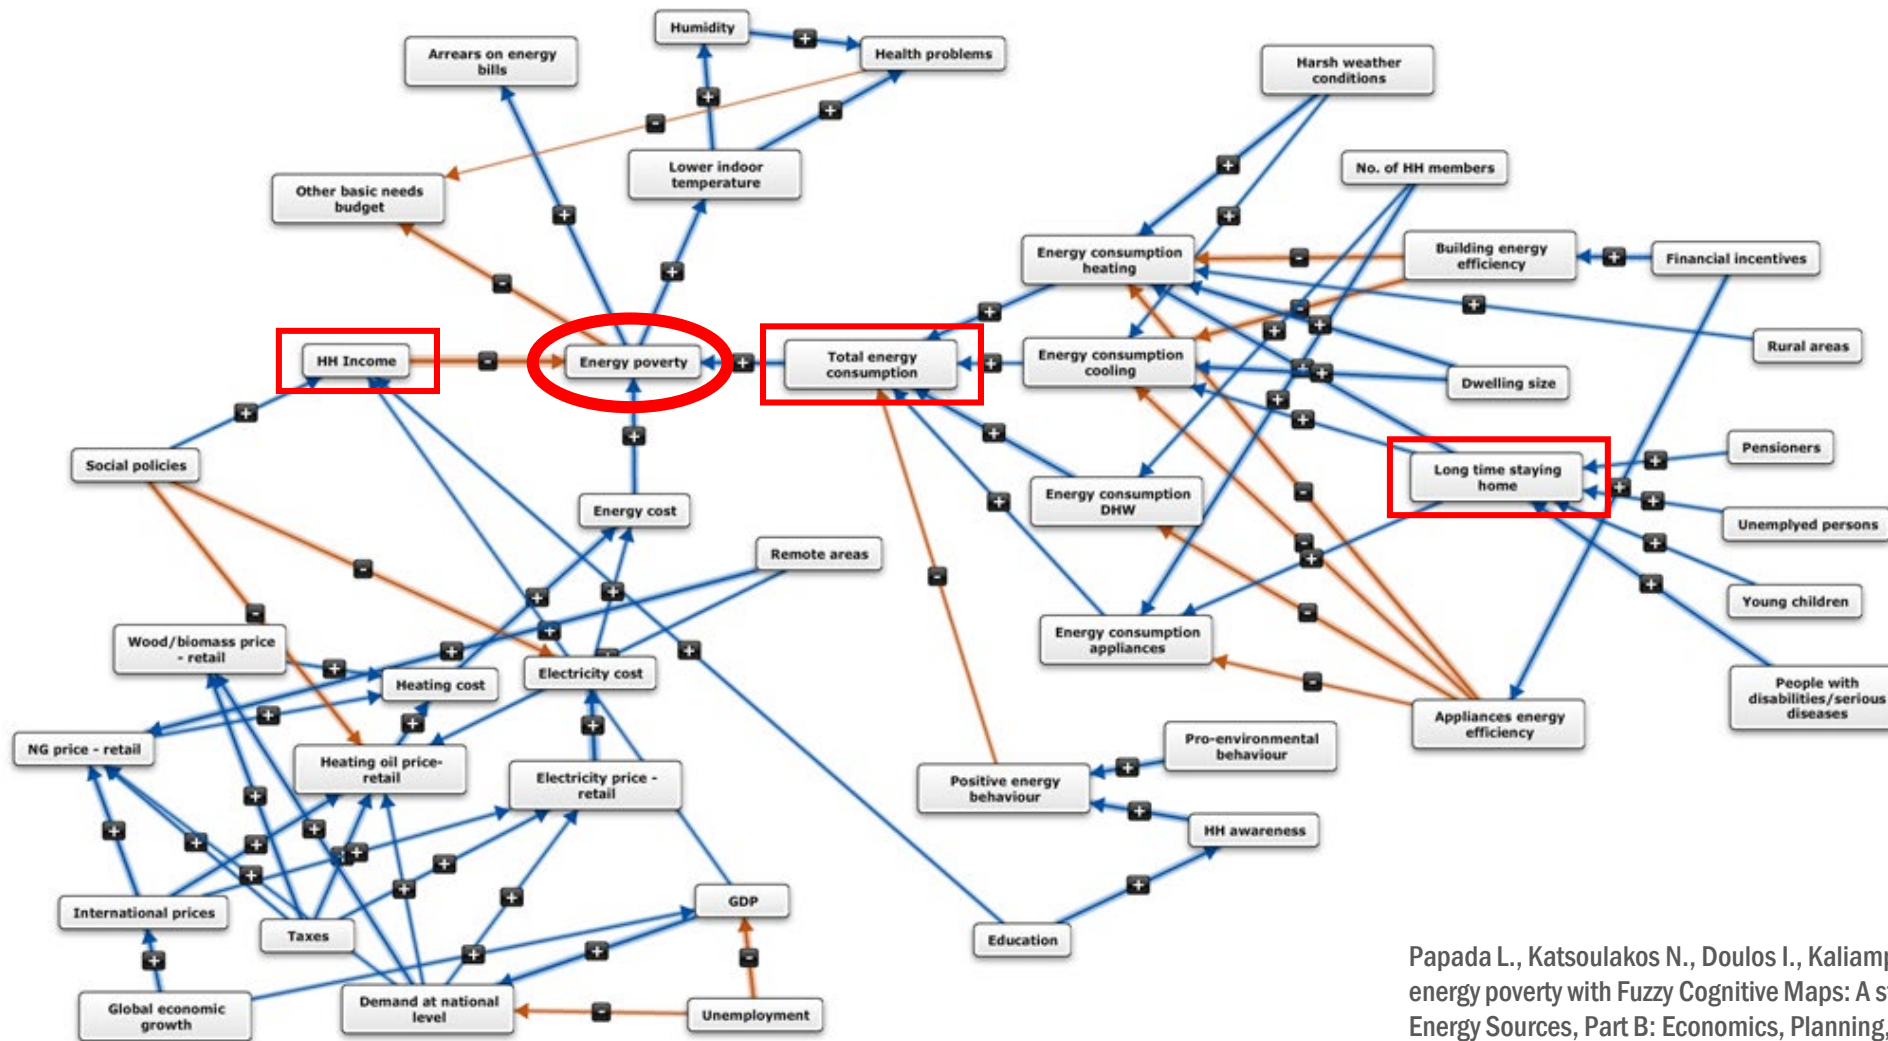 Humidity
Arrears on energy
bills
Health problems
Harsh weather
conditions
Lower indoor
temperature
No. of HH members
Other basic needs
budget
Energy consumption
heating
Building energy
efficiency
Financial incentives
HH Income
Energy poverty
Total energy
consumption
Energy consumption
cooling
Rural areas
Dwelling size
Social policies
Pensioners
Long time staying
home
Energy cost
Energy consumption
DHW
Unemplyed persons
Remote areas
Young children
Wood/biomass price
- retail
Energy consumption
appliances
Heating cost
Electricity cost
People with
disabilities/serious
diseases
Appliances energy
efficiency
NG price - retail
Heating oil price-
retail
Electricity price -
retail
Pro-environmental
behaviour
Positive energy
behaviour
HH awareness
International prices
Taxes
GDP
Education
Global economic
growth
Demand at national
level
Unemployment
Papada L., Katsoulakos N., Doulos I., Kaliamp
energy poverty with Fuzzy Cognitive Maps: A s
Energy Sources, Part B: Economics, Planning,